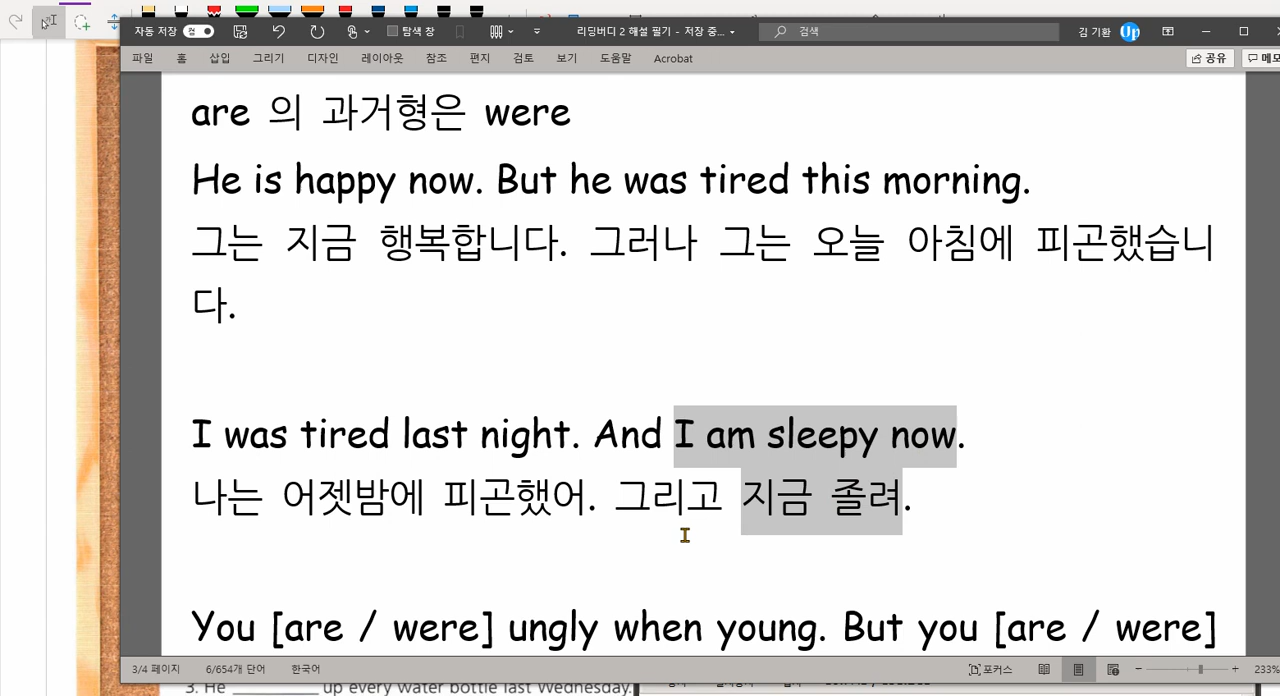 자동 저장
탐색 창
리딩버디 2 해설 필기 - 저장 중...
검색
김 기환
파일 홈 삽입 그리기 디자인 레이아웃 참조 편지 검토 보기 도움말 Acrobat
공유
메모
are 의 과거형은 were
He is happy now. But he was tired this morning.
그는 지금 행복합니다. 그러나 그는 오늘 아침에 피곤했습니
다.
I was tired last night. And I am sleepy now.
나는 어젯밤에 피곤했어. 그리고 지금 졸려.
You [are / were] ugly when young. But you [are / were]
3/4 페이지 6/654개 단어 한국어
포커스
233%
3. He __________ up every water bottle last Wednesday.